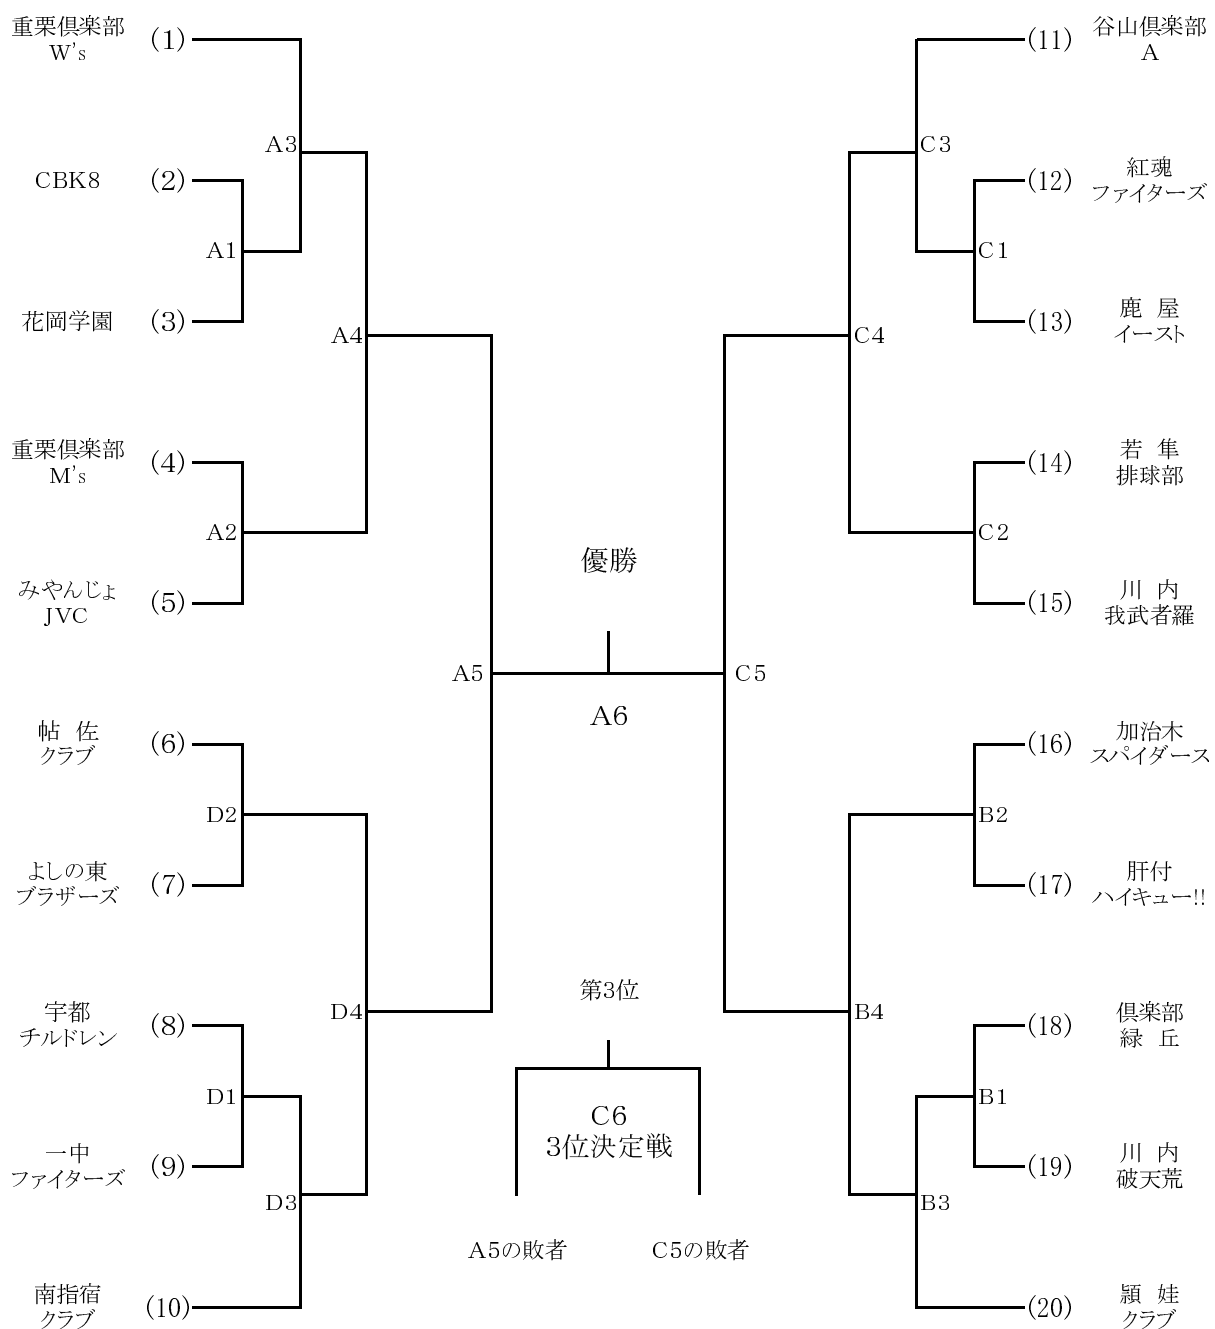 重栗倶楽部
W's
(1)
A3
CBK8
(2)
A1
花岡学園
(3)
A4
重栗倶楽部
M's
(4)
A2
みやんじょ
JVC
(5)
A5
帖 佐
クラブ
(6)
D2
よしの東
ブラザーズ
(7)
D4
宇都
チルドレン
(8)
D1
一中
ファイターズ
(9)
D3
南指宿
クラブ
(10)
優勝
A6
第3位
C6
3位決定戦
A5の敗者
C5の敗者
(11)
谷山倶楽部
A
C3
(12)
紅魂
ファイターズ
C1
(13)
鹿 屋
イースト
C4
(14)
若 隼
排球部
C2
(15)
川 内
我武者羅
C5
(16)
加治木
スパイダース
B2
(17)
肝付
ハイキュー!!
B4
(18)
倶楽部
緑 丘
B1
(19)
川 内
破天荒
B3
(20)
頴 娃
クラブ